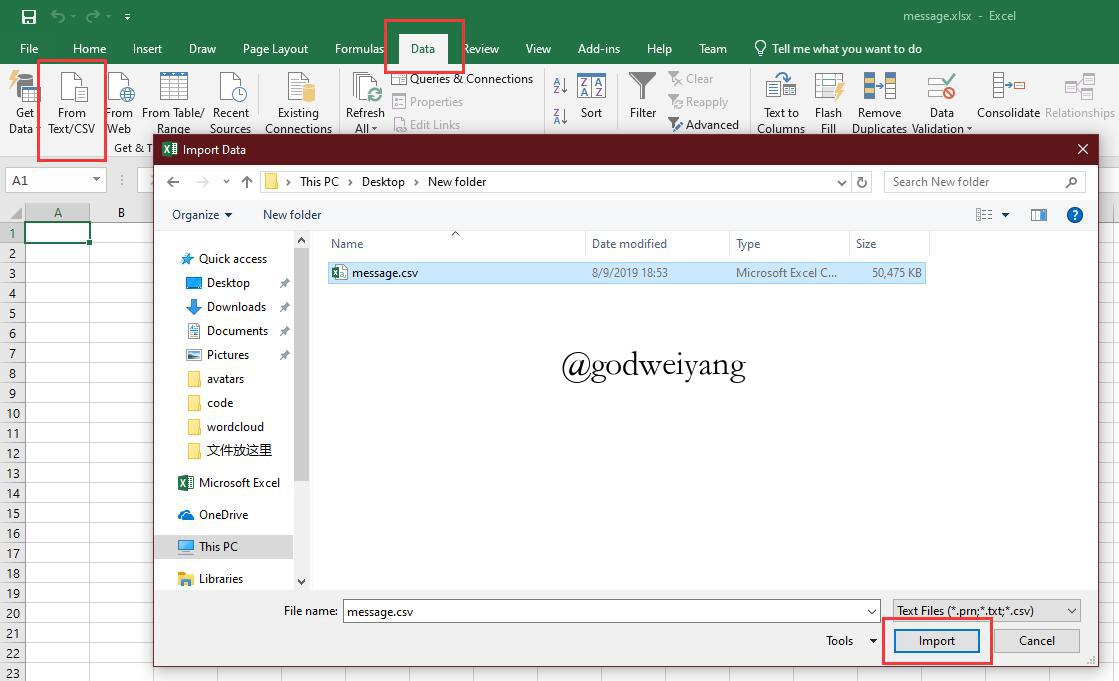 message.xlsx - Excel
File Home Insert Draw Page Layout Formulas Data Review View Add-ins Help Team Tell me what you want to do
Get Data
From Text/CSV
From Web
From Table/ Range
Recent Sources
Existing Connections
Refresh All
Queries & Connections
Properties
Edit Links
Sort
Filter
Clear
Reapply
Advanced
Text to Columns
Flash Fill
Remove Duplicates
Data Validation
Consolidate
Relationships
Get & T
A1
A B
1
2
3
4
5
6
7
8
9
10
11
12
13
14
15
16
17
18
19
20
21
22
23
Import Data
This PC > Desktop > New folder
Search New folder
Organize New folder
Quick access
Desktop
Downloads
Documents
Pictures
avatars
code
wordcloud
文件放这里
Microsoft Excel
OneDrive
This PC
Libraries
Name Date modified Type Size
message.csv 8/9/2019 18:53 Microsoft Excel C... 50,475 KB
@godweiyang
File name: message.csv Text Files (*.prn;*.txt;*.csv)
Tools Import Cancel